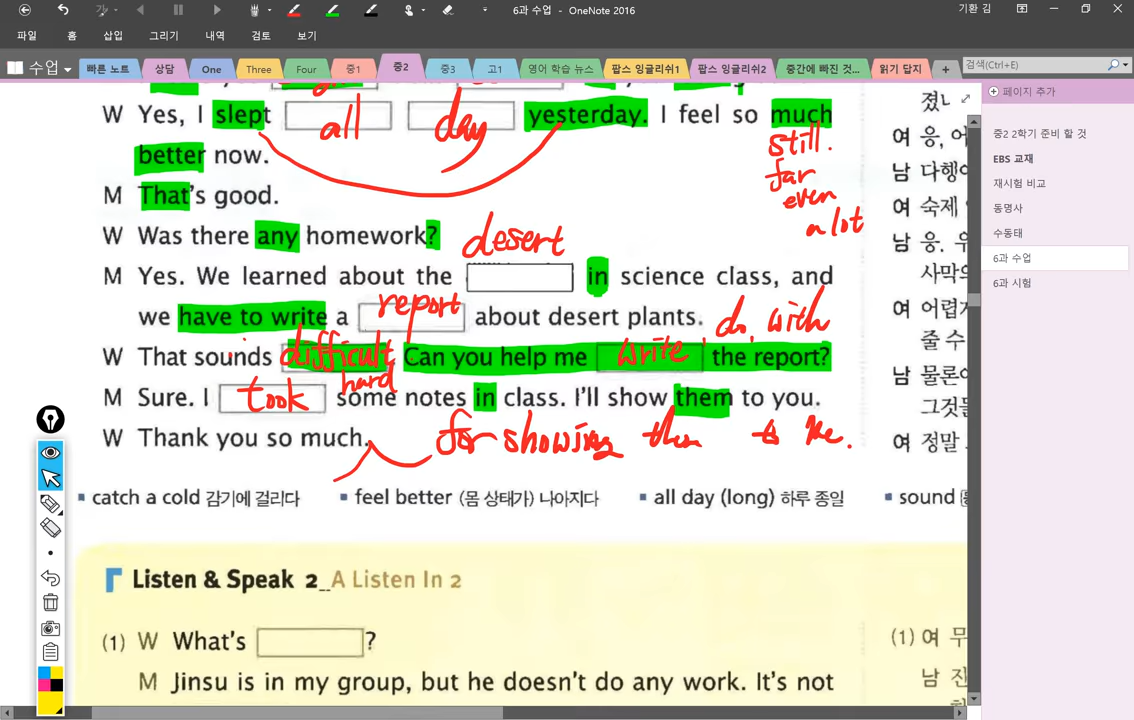 6과 수업 - OneNote 2016
기환 김
파일 홈 삽입 그리기 내역 검토 보기
수업 빠른 노트 상담 One Three Four 중1 중2 중3 고1 영어 학습 뉴스 팝스 잉글리쉬1 팝스 잉글리쉬2 중간에 빠진 것... 읽기 답지 + 검색(Ctrl+E)
페이지 추가
중2 2학기 준비 할 것
EBS 교재
재시험 비교
동명사
수동태
6과 수업
6과 시험
W Yes, I slept all day yesterday. I feel so much
still.
far
even
a lot
better now.
M That's good.
W Was there any homework?
desert
M Yes. We learned about the in science class, and
report
we have to write a about desert plants.
do, with
W That sounds difficult Can you help me write the report?
hard
M Sure. I took some notes in class. I'll show them to you.
W Thank you so much. for showing them to me.
졌니
여 응, 어
남 다행이
여 숙제
남 응. 우
사막의
여 어렵겨
줄 수
남 물론이
그것들
여 정말
▪ catch a cold 감기에 걸리다 ▪ feel better (몸 상태가) 나아지다 ▪ all day (long) 하루 종일 ▪ sound
Listen & Speak 2_A Listen In 2
(1) W What's ?
(1) 여 무
M Jinsu is in my group, but he doesn't do any work. It's not
남 진